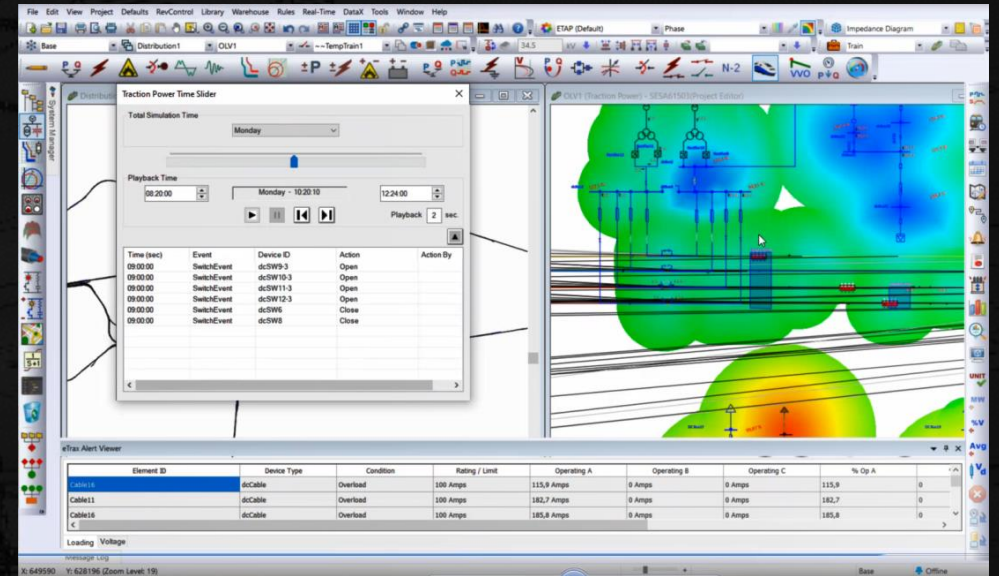 File Edit View Project Defaults RevControl Library Warehouse Rules Real-Time DataX Tools Window Help
ETAP (Default) Phase Impedance Diagram
Base Distribution1 OLV1 ~~TempTrain1 34.5 kV Train
N-2 VVO
System Manager
Distributi
OLV1 (Traction Power) - SESA61503(Project Editor)
Traction Power Time Slider
Total Simulation Time
Monday
Playback Time
08:20:00 Monday - 10:20:10 12:24:00
Playback 2 sec.
Time (sec) Event Device ID Action Action By
09:00:00 SwitchEvent dcSW9-3 Open
09:00:00 SwitchEvent dcSW10-3 Open
09:00:00 SwitchEvent dcSW11-3 Open
09:00:00 SwitchEvent dcSW12-3 Open
09:00:00 SwitchEvent dcSW6 Close
09:00:00 SwitchEvent dcSW8 Close
UNIT
MW
%V
Avg
eTrax Alert Viewer
Element ID Device Type Condition Rating / Limit Operating A Operating B Operating C % Op A
Cable16 dcCable Overload 100 Amps 115,9 Amps 0 Amps 0 Amps 115,9 0
Cable11 dcCable Overload 100 Amps 182,7 Amps 0 Amps 0 Amps 182,7 0
Cable16 dcCable Overload 100 Amps 185,8 Amps 0 Amps 0 Amps 185,8 0
Loading Voltage
Message Log
X: 649590 Y: 628196 (Zoom Level: 19) Base Offline